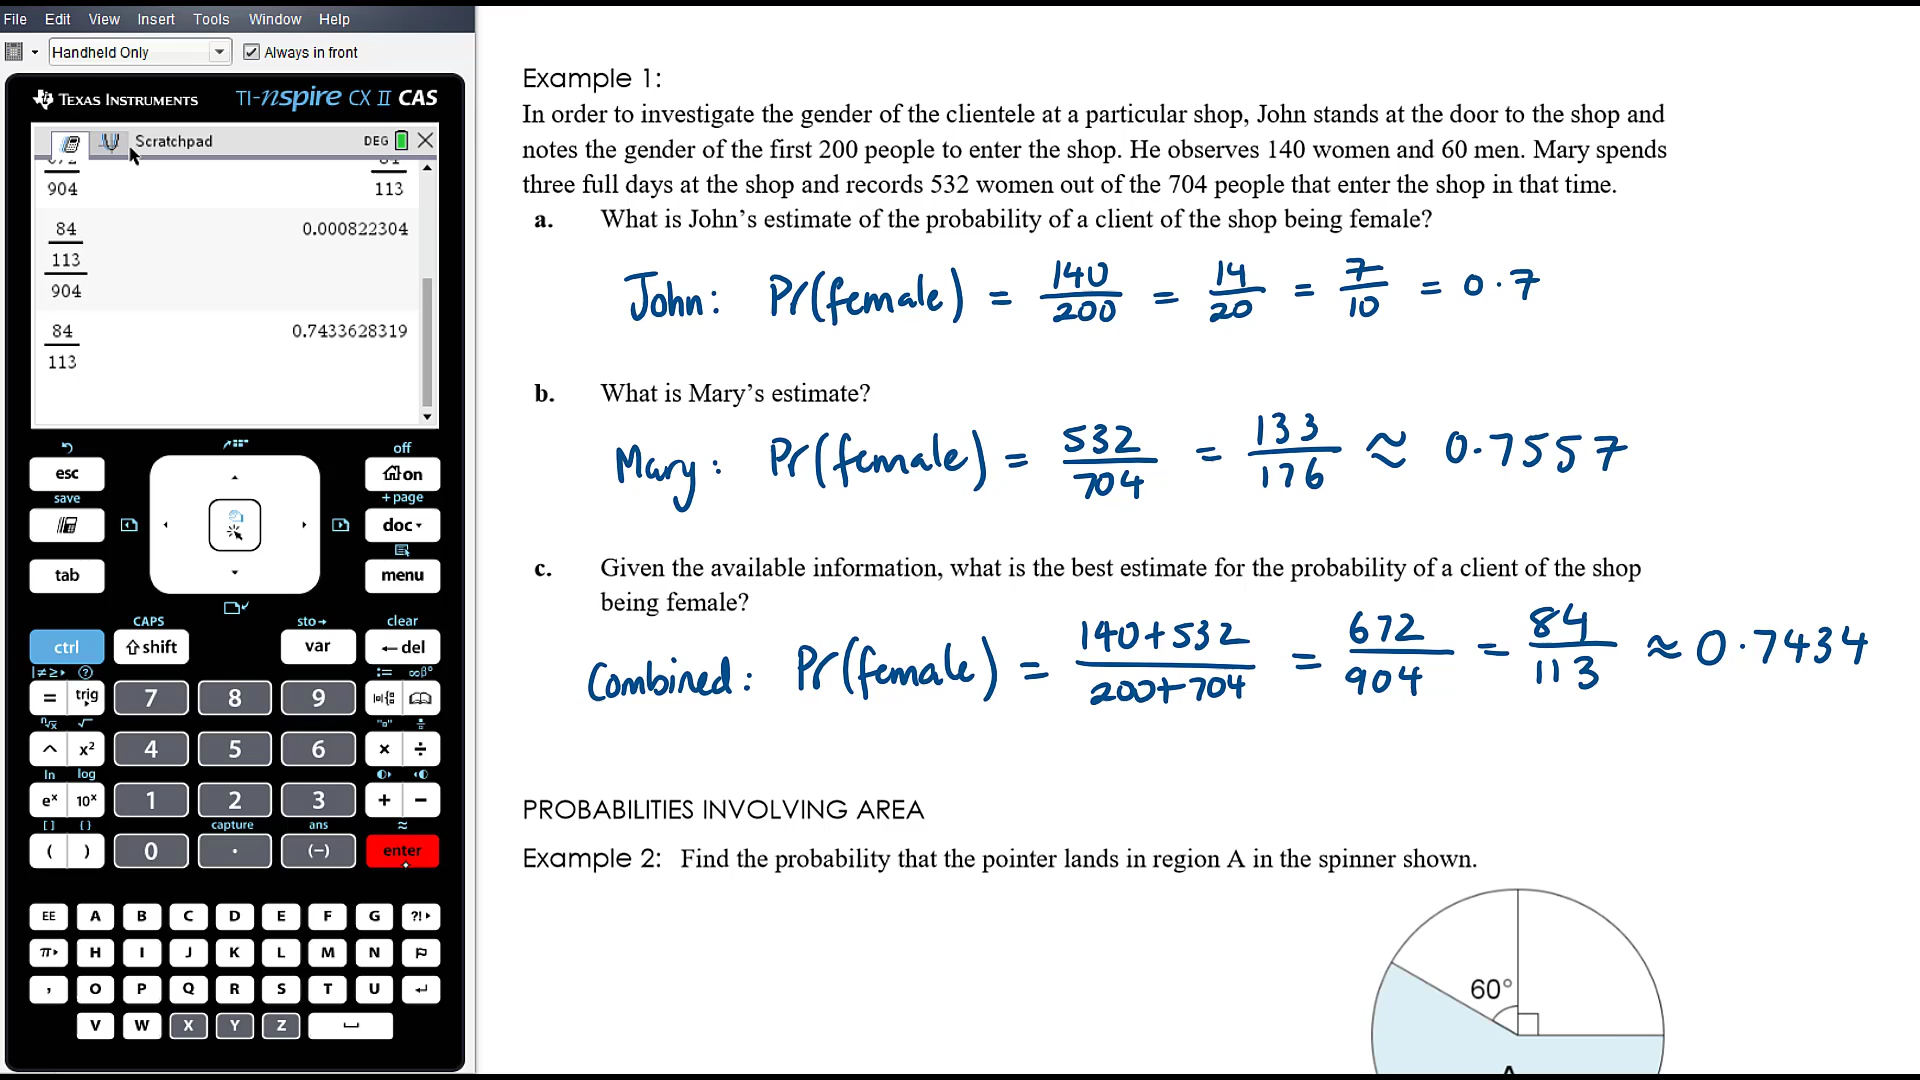 File Edit View Insert Tools Window Help
Handheld Only Always in front
TEXAS INSTRUMENTS TI-nspire CX II CAS
Scratchpad DEG
672
904
84
113
84
113
904
0.000822304
84
113
0.7433628319
esc
off
on
save
+ page
doc
tab
menu
CAPS sto→ clear
ctrl shift var ←del
|≠≥> ? := ∞β°
= trig 7 8 9
^ x² 4 5 6 × ÷
ln log
eˣ 10ˣ 1 2 3 + −
[ ] { } capture ans ≈
( ) 0 . (−) enter
EE A B C D E F G ?!▸
π▸ H I J K L M N
, O P Q R S T U ↵
V W X Y Z
Example 1:
In order to investigate the gender of the clientele at a particular shop, John stands at the door to the shop and
notes the gender of the first 200 people to enter the shop. He observes 140 women and 60 men. Mary spends
three full days at the shop and records 532 women out of the 704 people that enter the shop in that time.
a. What is John’s estimate of the probability of a client of the shop being female?
John: Pr(female) = 140/200 = 14/20 = 7/10 = 0.7
b. What is Mary’s estimate?
Mary: Pr(female) = 532/704 = 133/176 ≈ 0.7557
c. Given the available information, what is the best estimate for the probability of a client of the shop
being female?
Combined: Pr(female) = 140+532/200+704 = 672/904 = 84/113 ≈ 0.7434
PROBABILITIES INVOLVING AREA
Example 2: Find the probability that the pointer lands in region A in the spinner shown.
60°
A